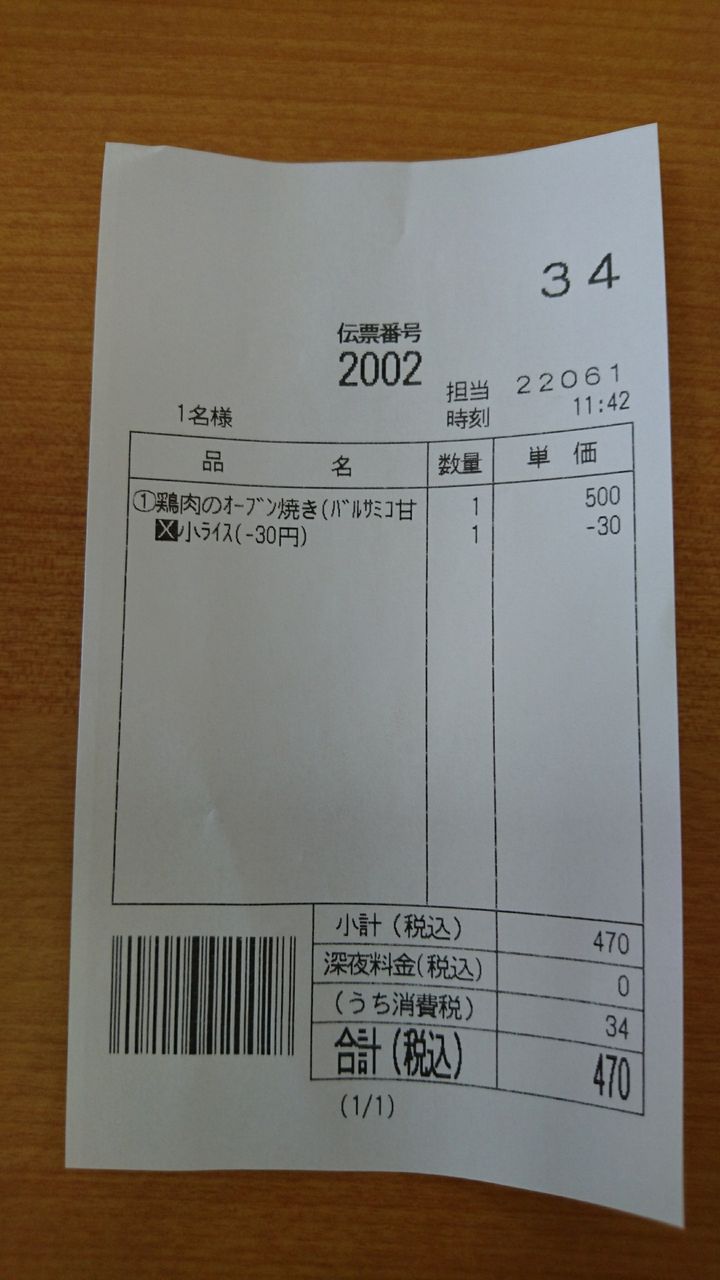 ３４
伝票番号
2002
担当 ２２０６１
1名様 時刻 11:42
品 名 数量 単 価
①鶏肉のｵｰﾌﾞﾝ焼き(ﾊﾞﾙｻﾐｺ甘 1 500
X小ﾗｲｽ(-30円) 1 -30
小計(税込) 470
深夜料金(税込) 0
(うち消費税) 34
合計(税込) 470
(1/1)